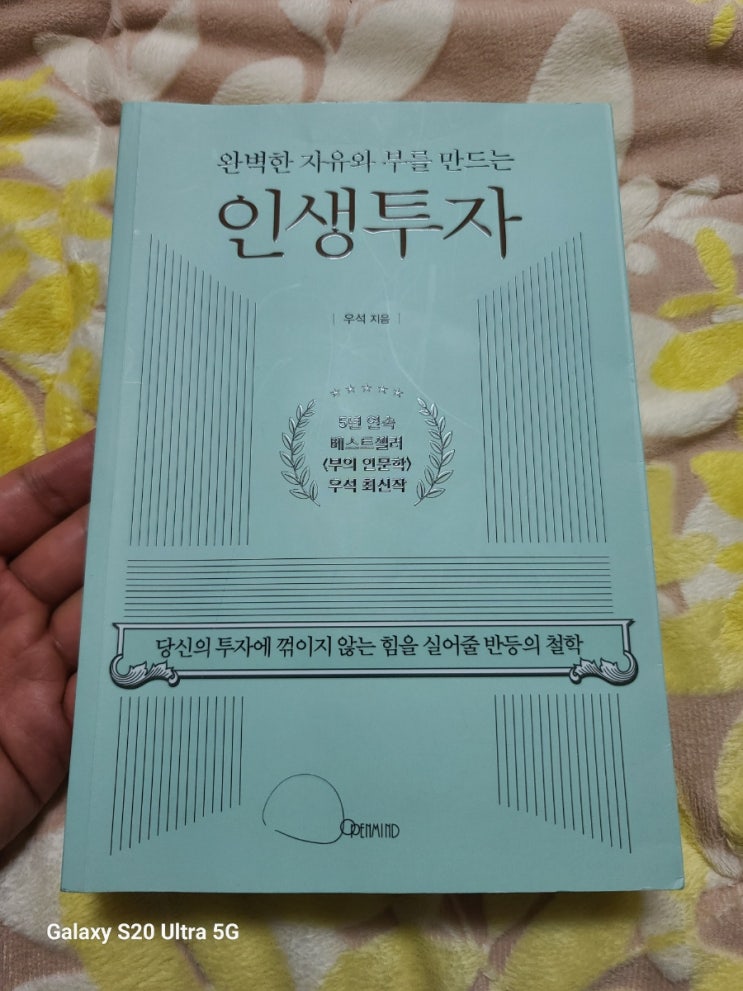 완벽한 자유와 부를 만드는
인생투자
| 우석 지음 |
☆☆☆☆☆
5년 연속
베스트셀러
<부의 인문학>
우석 최신작
당신의 투자에 꺾이지 않는 힘을 실어줄 반등의 철학
OPENMIND
Galaxy S20 Ultra 5G